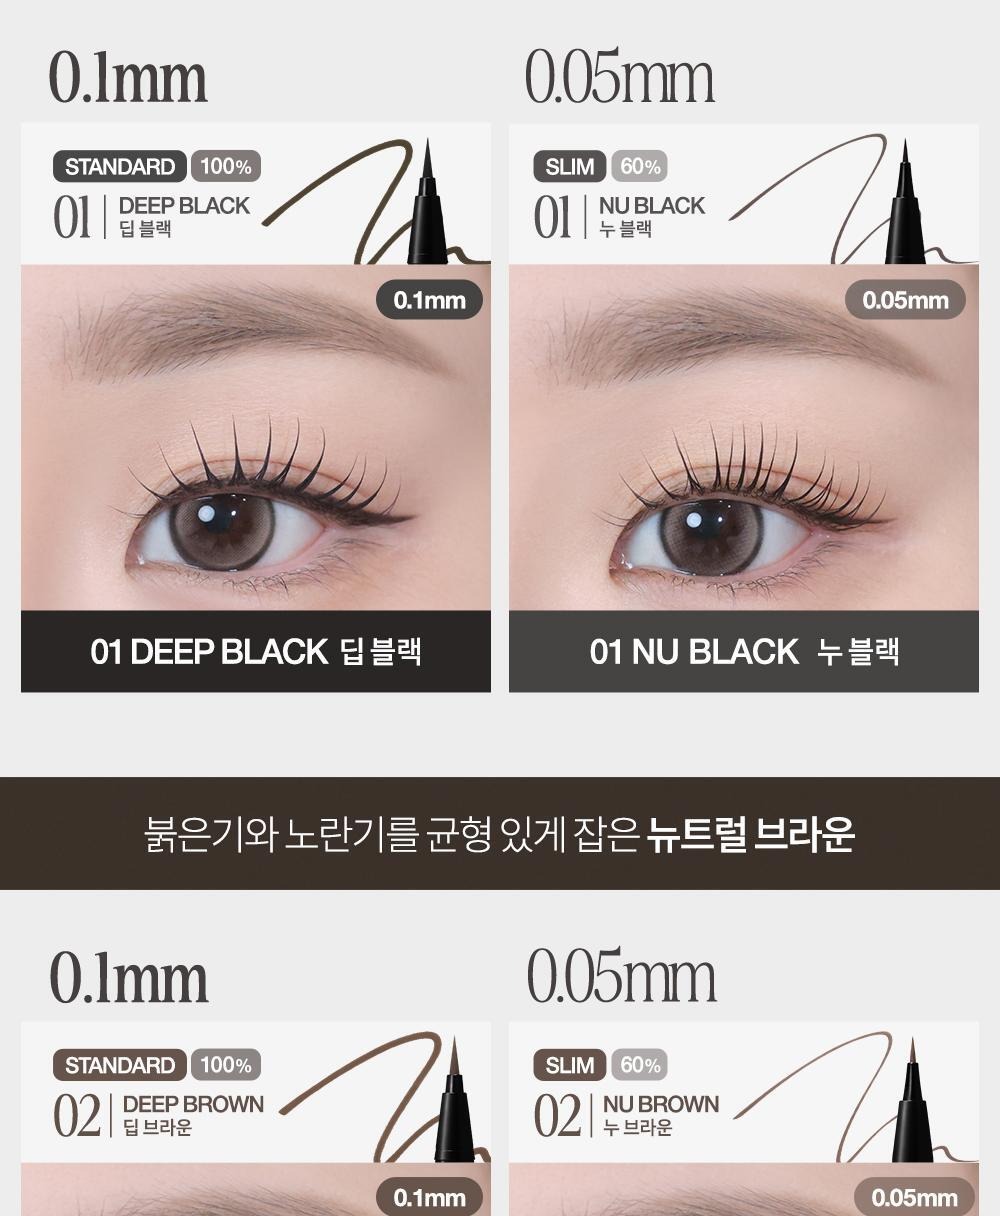 0.1mm
0.05mm
STANDARD 100%
01 DEEP BLACK
딥 블랙
SLIM 60%
01 NU BLACK
누 블랙
0.1mm
0.05mm
01 DEEP BLACK 딥 블랙
01 NU BLACK 누 블랙
붉은기와 노란기를 균형 있게 잡은 뉴트럴 브라운
0.1mm
0.05mm
STANDARD 100%
02 DEEP BROWN
딥 브라운
SLIM 60%
02 NU BROWN
누 브라운
0.1mm
0.05mm